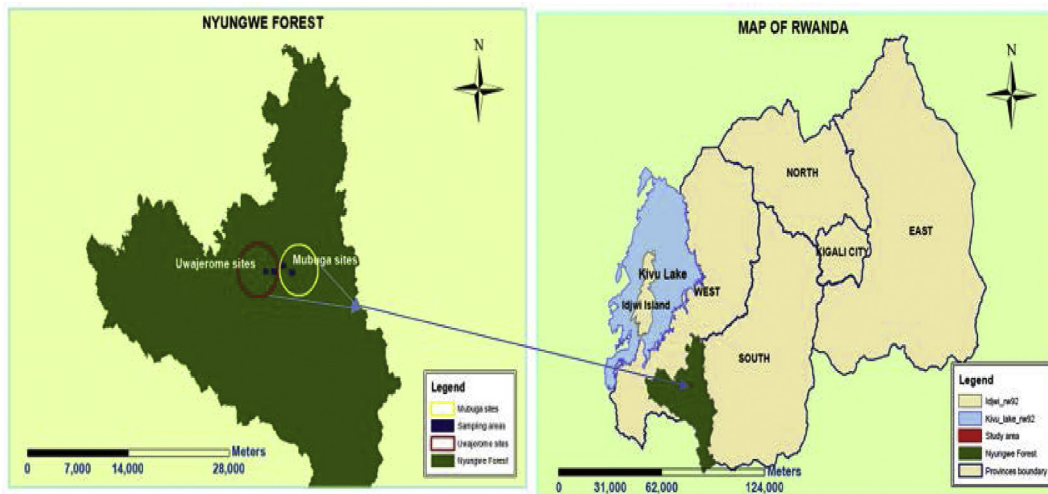 NYUNGWE FOREST
N
Uwajerome sites
Mubuga sites
Legend
Mubuga sites
Sampling areas
Uwajerome sites
Nyungwe Forest
Meters
0 7,000 14,000 28,000
MAP OF RWANDA
N
NORTH
EAST
KIGALI CITY
Kivu Lake
WEST
Idjwi Island
SOUTH
Legend
Idjwi_rw92
Kivu_lake_rw92
Study area
Nyungwe Forest
Provinces boundary
Meters
0 31,000 62,000 124,000